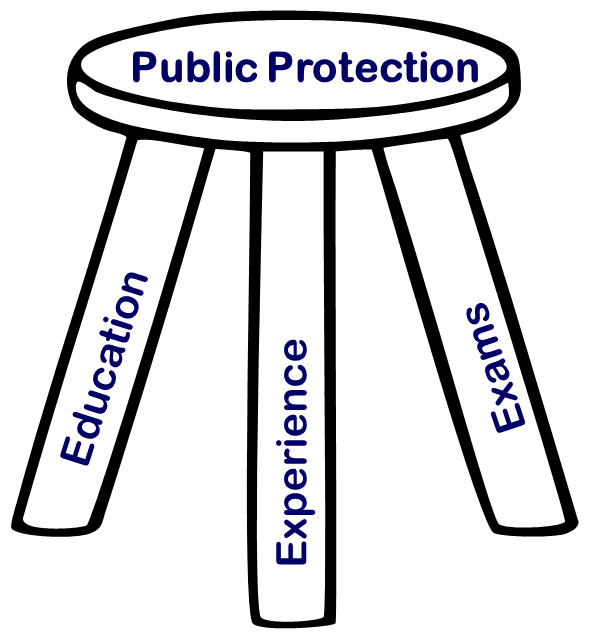 Public Protection
Education
Experience
Exams